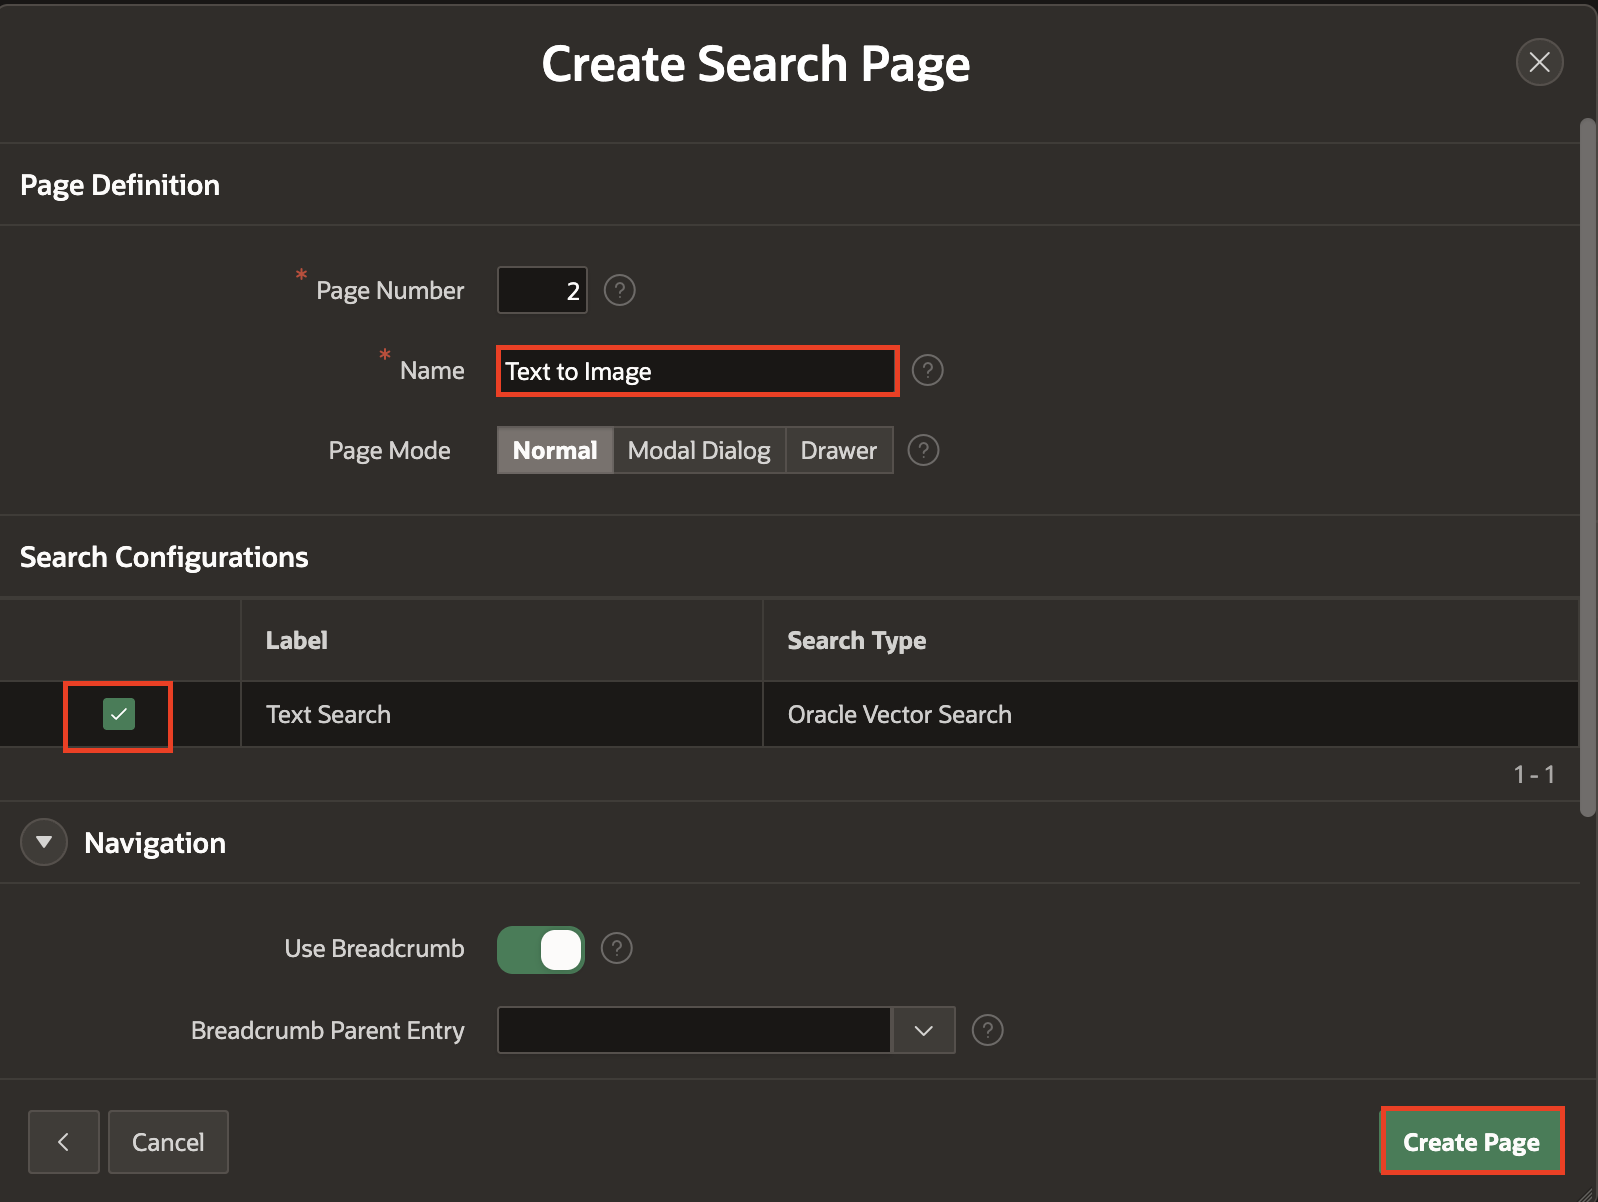 Create Search Page
Page Definition
* Page Number 2 ?
* Name Text to Image ?
Page Mode Normal Modal Dialog Drawer ?
Search Configurations
Label Search Type
Text Search Oracle Vector Search
1 - 1
Navigation
Use Breadcrumb ?
Breadcrumb Parent Entry ?
Cancel Create Page